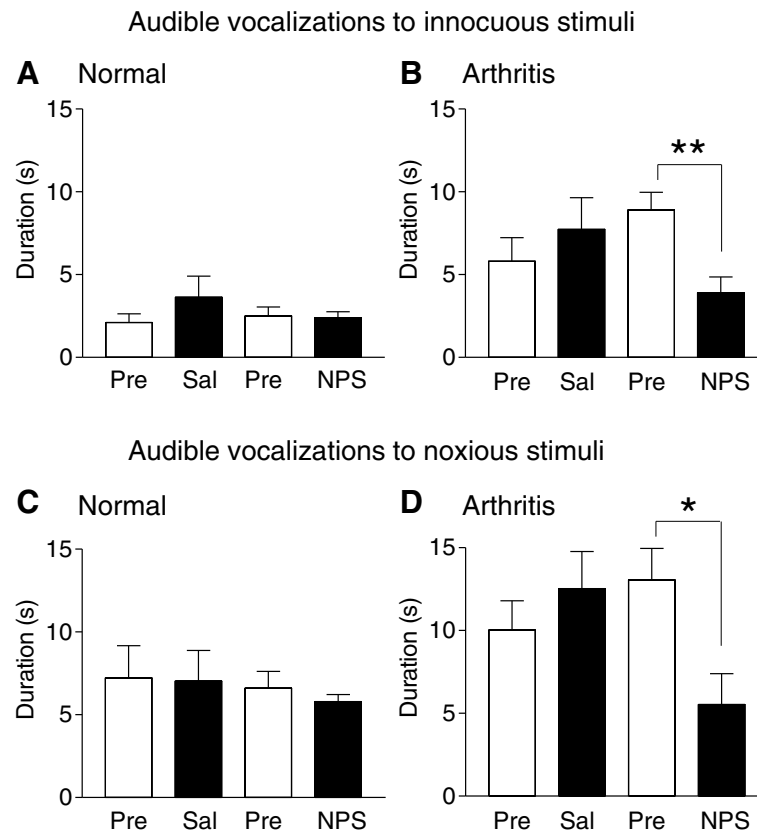 Audible vocalizations to innocuous stimuli
A Normal
B Arthritis
Duration (s)
15
10
5
0
Pre Sal Pre NPS
Duration (s)
15
10
5
0
**
Pre Sal Pre NPS
Audible vocalizations to noxious stimuli
C Normal
D Arthritis
Duration (s)
15
10
5
0
Pre Sal Pre NPS
Duration (s)
15
10
5
0
*
Pre Sal Pre NPS